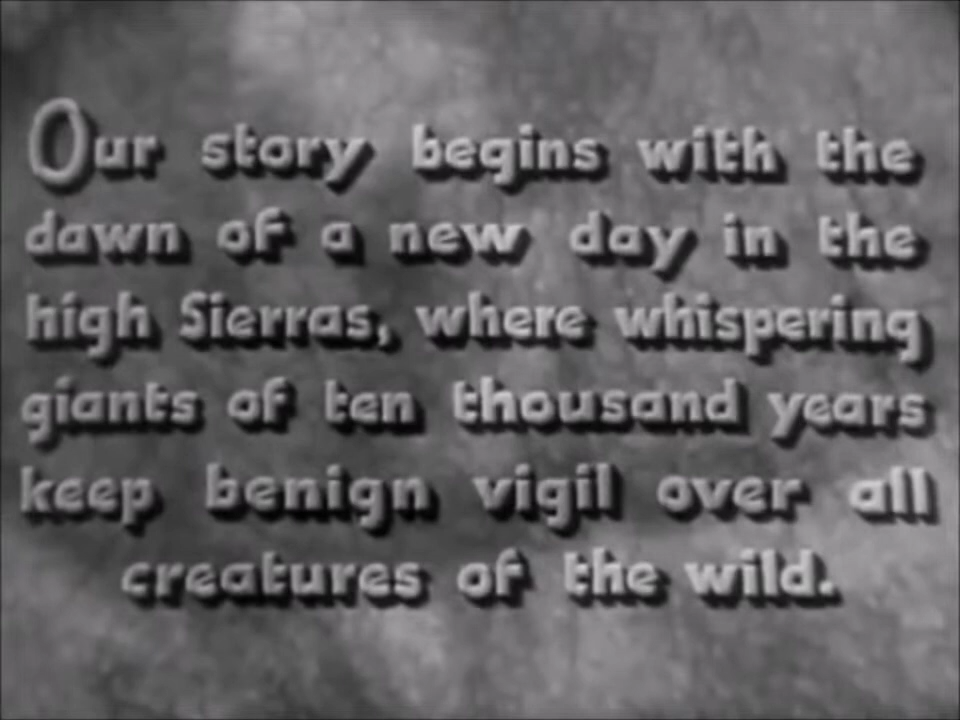 Our story begins with the
dawn of a new day in the
high Sierras, where whispering
giants of ten thousand years
keep benign vigil over all
creatures of the wild.